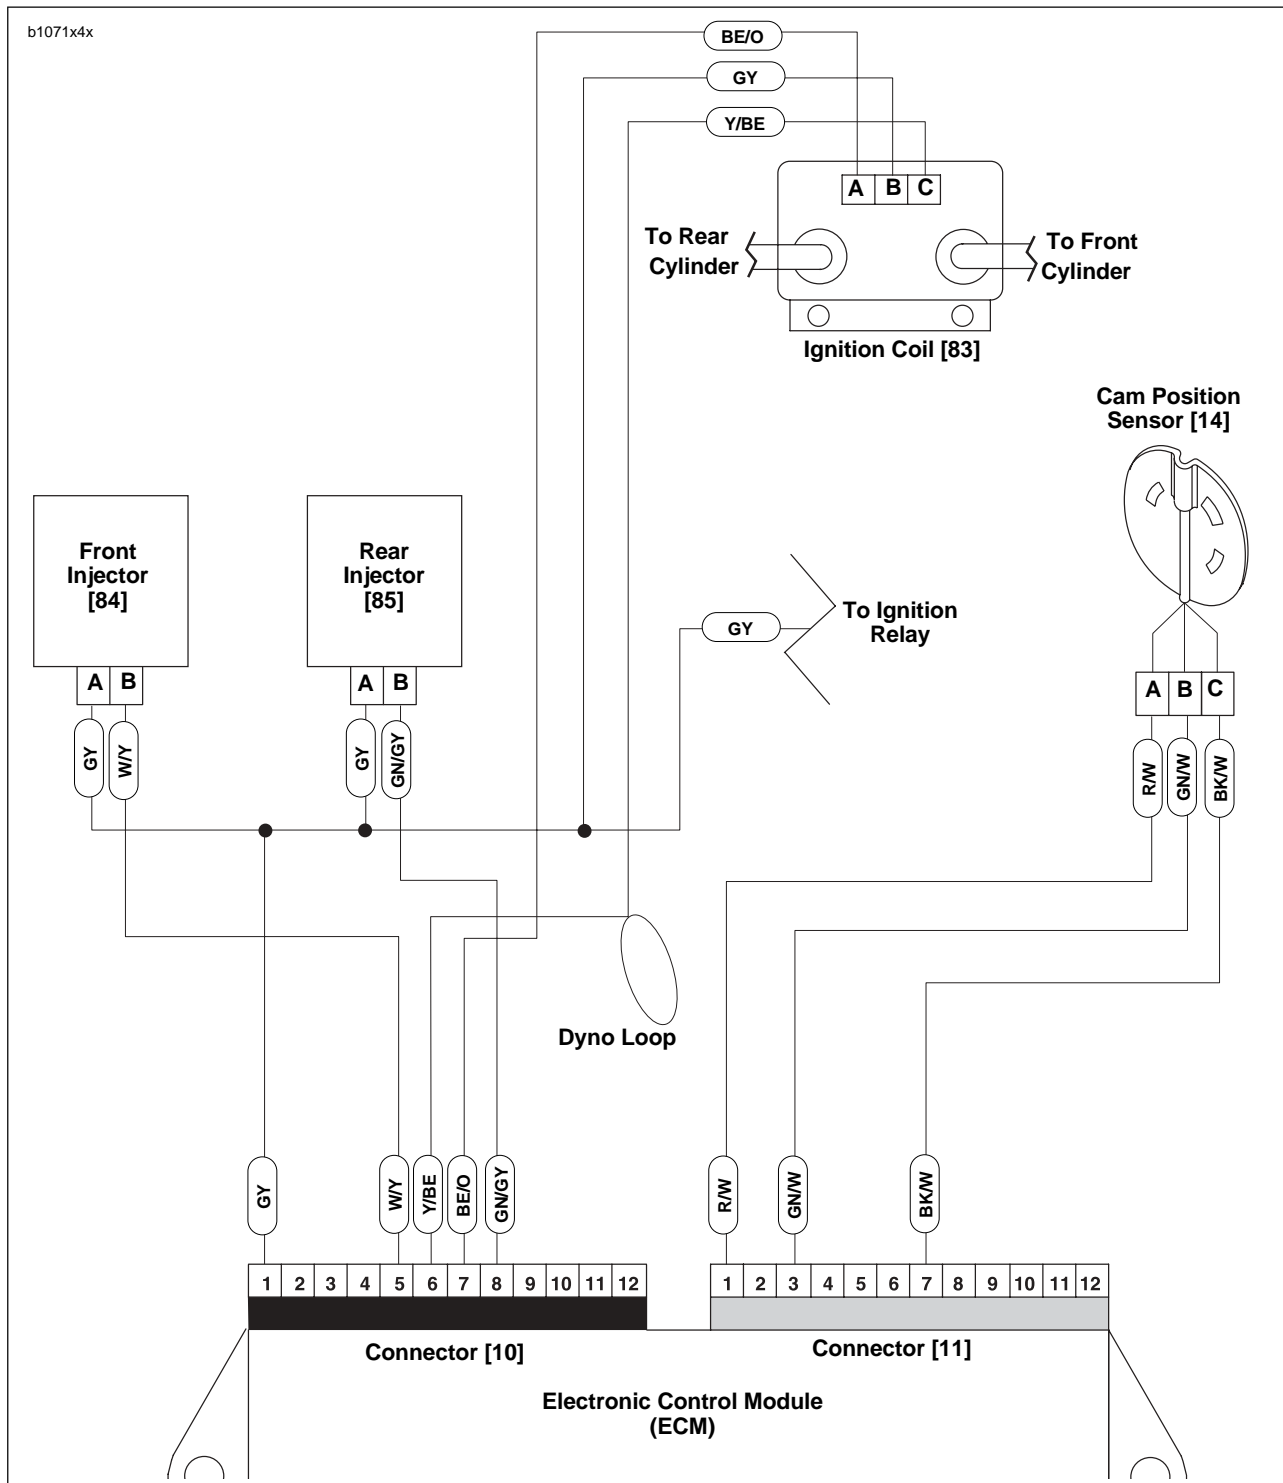 b1071x4x
BE/O
GY
Y/BE
A B C
To Rear
Cylinder
To Front
Cylinder
Ignition Coil [83]
Cam Position
Sensor [14]
Front
Injector
[84]
Rear
Injector
[85]
To Ignition
Relay
GY
A B
A B
A B C
GY
W/Y
GY
GN/GY
R/W
GN/W
BK/W
Dyno Loop
GY
W/Y
Y/BE
BE/O
GN/GY
R/W
GN/W
BK/W
1 2 3 4 5 6 7 8 9 10 11 12
1 2 3 4 5 6 7 8 9 10 11 12
Connector [10]
Connector [11]
Electronic Control Module
(ECM)